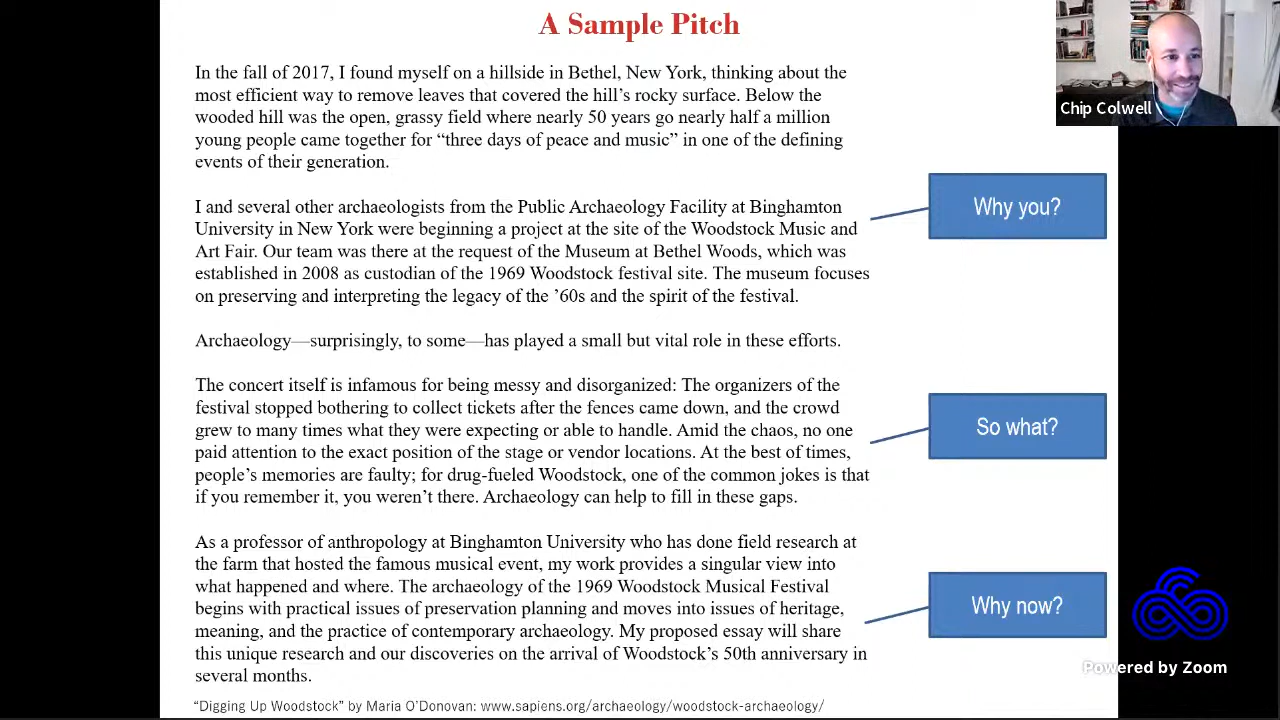 A Sample Pitch
In the fall of 2017, I found myself on a hillside in Bethel, New York, thinking about the
most efficient way to remove leaves that covered the hill's rocky surface. Below the
wooded hill was the open, grassy field where nearly 50 years go nearly half a million
young people came together for “three days of peace and music” in one of the defining
events of their generation.
I and several other archaeologists from the Public Archaeology Facility at Binghamton
University in New York were beginning a project at the site of the Woodstock Music and
Art Fair. Our team was there at the request of the Museum at Bethel Woods, which was
established in 2008 as custodian of the 1969 Woodstock festival site. The museum focuses
on preserving and interpreting the legacy of the ’60s and the spirit of the festival.
Archaeology—surprisingly, to some—has played a small but vital role in these efforts.
The concert itself is infamous for being messy and disorganized: The organizers of the
festival stopped bothering to collect tickets after the fences came down, and the crowd
grew to many times what they were expecting or able to handle. Amid the chaos, no one
paid attention to the exact position of the stage or vendor locations. At the best of times,
people’s memories are faulty; for drug-fueled Woodstock, one of the common jokes is that
if you remember it, you weren’t there. Archaeology can help to fill in these gaps.
As a professor of anthropology at Binghamton University who has done field research at
the farm that hosted the famous musical event, my work provides a singular view into
what happened and where. The archaeology of the 1969 Woodstock Musical Festival
begins with practical issues of preservation planning and moves into issues of heritage,
meaning, and the practice of contemporary archaeology. My proposed essay will share
this unique research and our discoveries on the arrival of Woodstock’s 50th anniversary in
several months.
“Digging Up Woodstock” by Maria O’Donovan: www.sapiens.org/archaeology/woodstock-archaeology/
Chip Colwell
Why you?
So what?
Why now?
Powered by Zoom